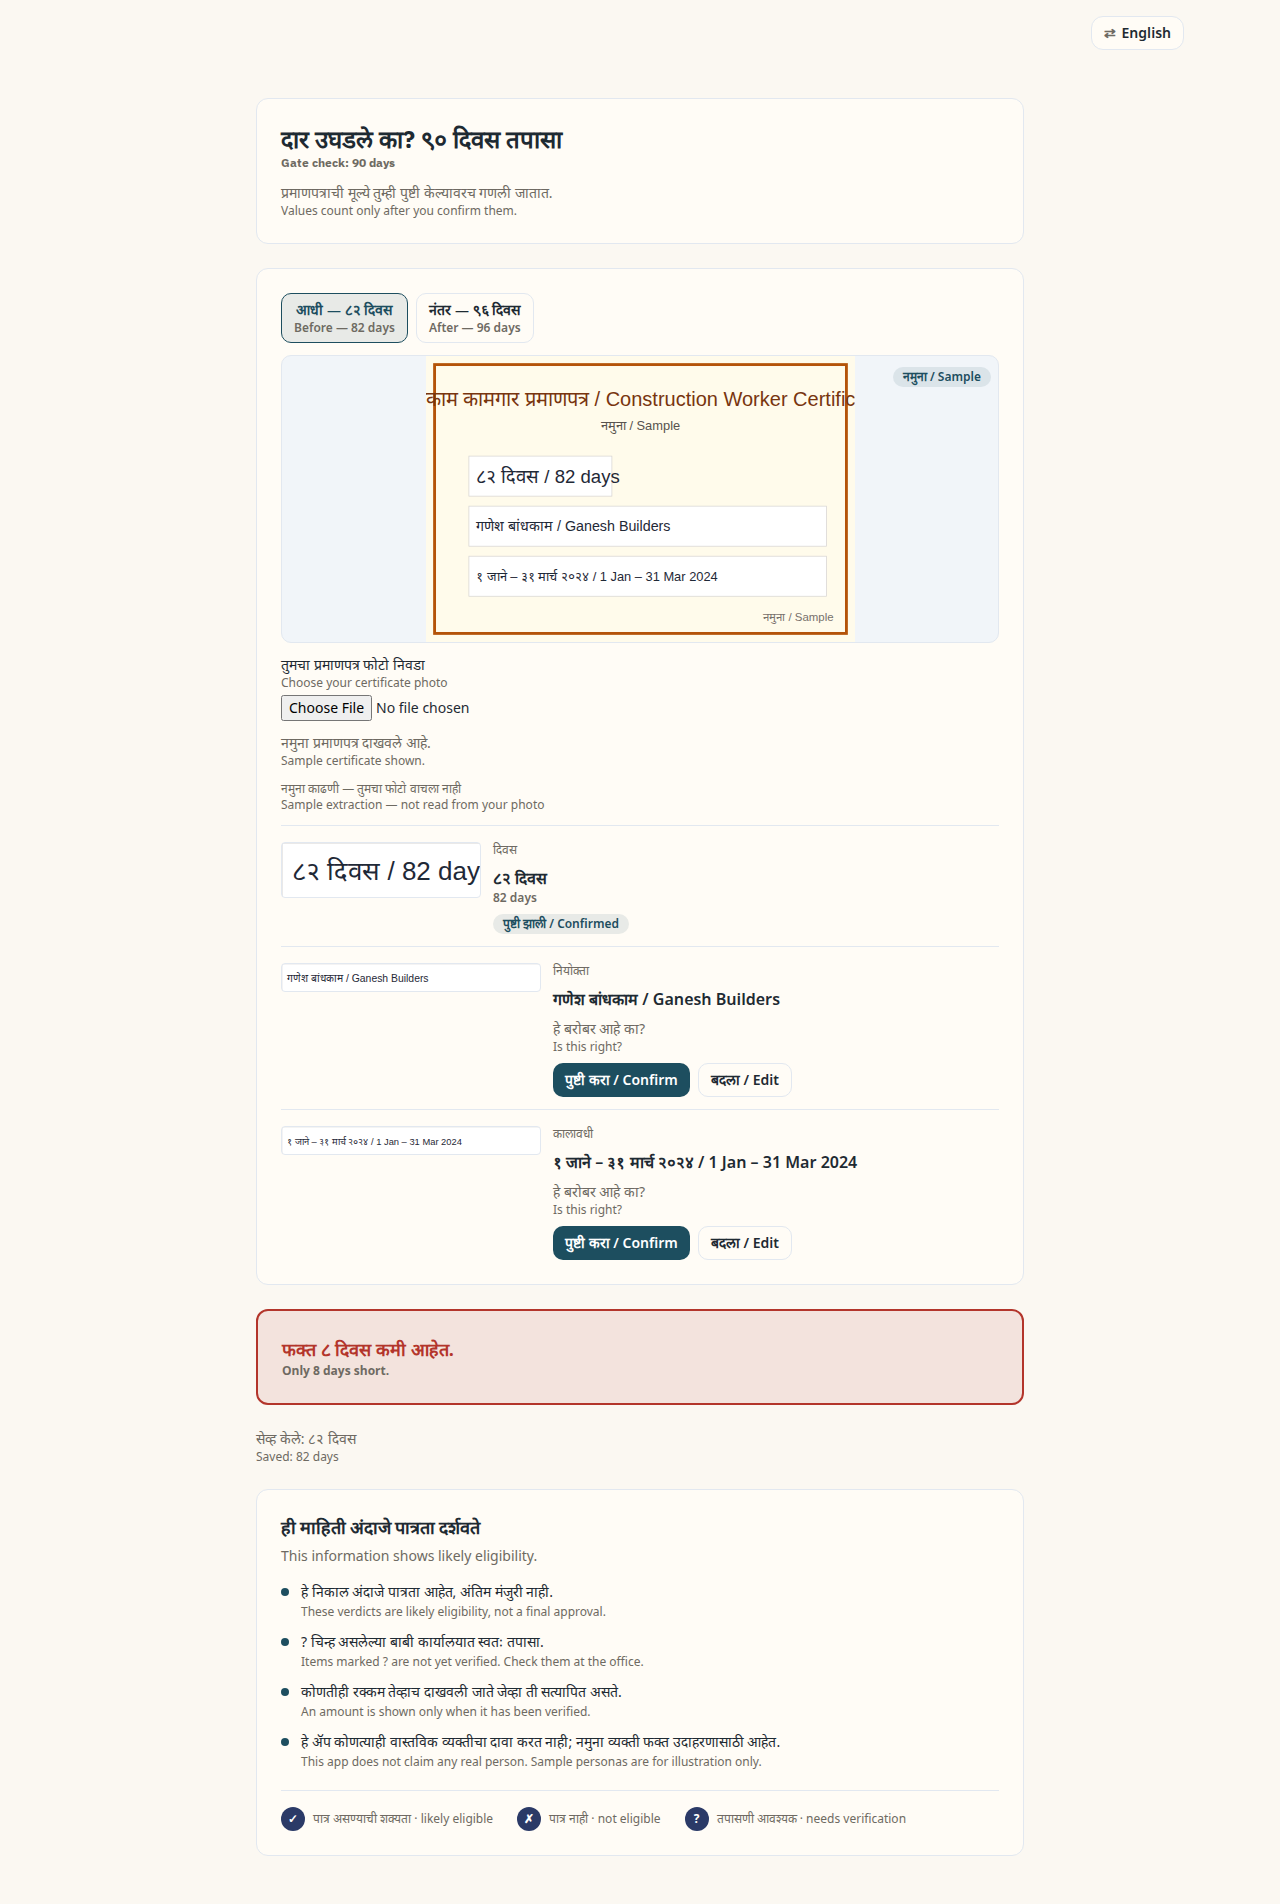 ⇄ English
दार उघडले का? ९० दिवस तपासा
Gate check: 90 days
प्रमाणपत्राची मूल्ये तुम्ही पुष्टी केल्यावरच गणली जातात.
Values count only after you confirm them.
आधी — ८२ दिवस
Before — 82 days
नंतर — ९६ दिवस
After — 96 days
नमुना / Sample
काम कामगार प्रमाणपत्र / Construction Worker Certific
नमुना / Sample
८२ दिवस / 82 days
गणेश बांधकाम / Ganesh Builders
१ जाने – ३१ मार्च २०२४ / 1 Jan – 31 Mar 2024
नमुना / Sample
तुमचा प्रमाणपत्र फोटो निवडा
Choose your certificate photo
Choose File No file chosen
नमुना प्रमाणपत्र दाखवले आहे.
Sample certificate shown.
नमुना काढणी — तुमचा फोटो वाचला नाही
Sample extraction — not read from your photo
८२ दिवस / 82 day
दिवस
८२ दिवस
82 days
पुष्टी झाली / Confirmed
गणेश बांधकाम / Ganesh Builders
नियोक्ता
गणेश बांधकाम / Ganesh Builders
हे बरोबर आहे का?
Is this right?
पुष्टी करा / Confirm
बदला / Edit
१ जाने – ३१ मार्च २०२४ / 1 Jan – 31 Mar 2024
कालावधी
१ जाने – ३१ मार्च २०२४ / 1 Jan – 31 Mar 2024
हे बरोबर आहे का?
Is this right?
पुष्टी करा / Confirm
बदला / Edit
फक्त ८ दिवस कमी आहेत.
Only 8 days short.
सेव्ह केले: ८२ दिवस
Saved: 82 days
ही माहिती अंदाजे पात्रता दर्शवते
This information shows likely eligibility.
हे निकाल अंदाजे पात्रता आहेत, अंतिम मंजुरी नाही.
These verdicts are likely eligibility, not a final approval.
? चिन्ह असलेल्या बाबी कार्यालयात स्वतः तपासा.
Items marked ? are not yet verified. Check them at the office.
कोणतीही रक्कम तेव्हाच दाखवली जाते जेव्हा ती सत्यापित असते.
An amount is shown only when it has been verified.
हे ॲप कोणत्याही वास्तविक व्यक्तीचा दावा करत नाही; नमुना व्यक्ती फक्त उदाहरणासाठी आहेत.
This app does not claim any real person. Sample personas are for illustration only.
✓ पात्र असण्याची शक्यता · likely eligible
✗ पात्र नाही · not eligible
? तपासणी आवश्यक · needs verification